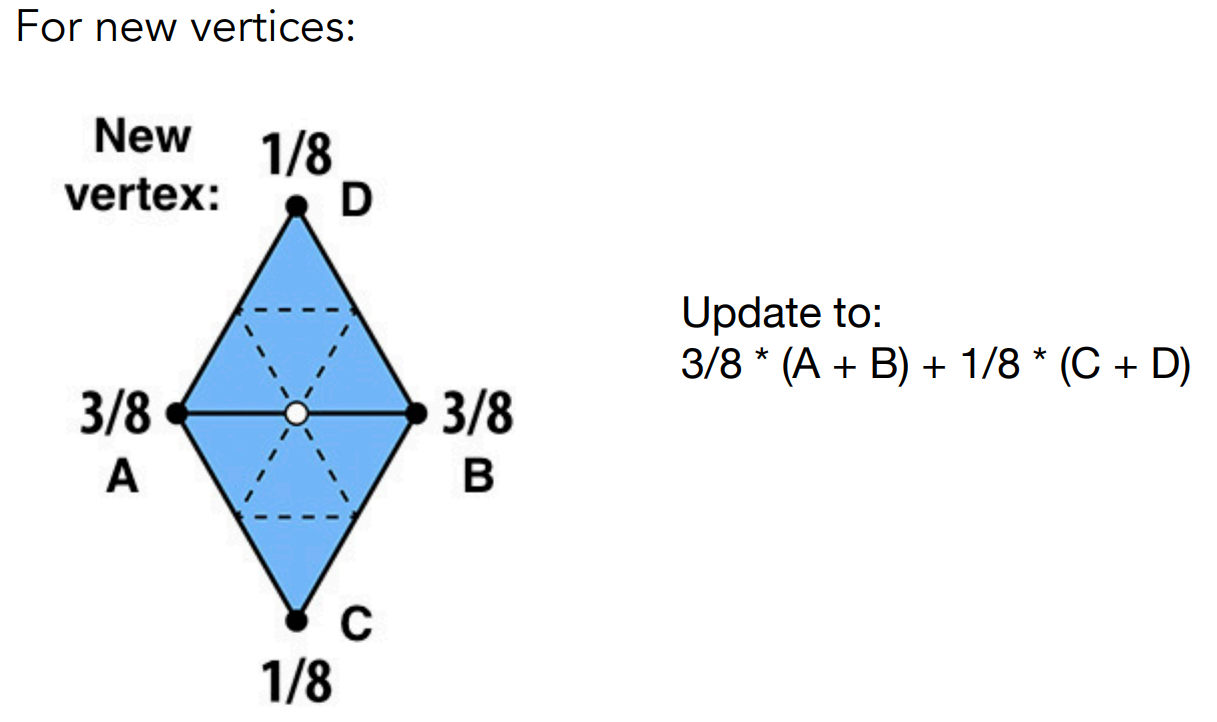 For new vertices:
New
vertex:
1/8
D
3/8
A
3/8
B
C
1/8
Update to:
3/8 * (A + B) + 1/8 * (C + D)